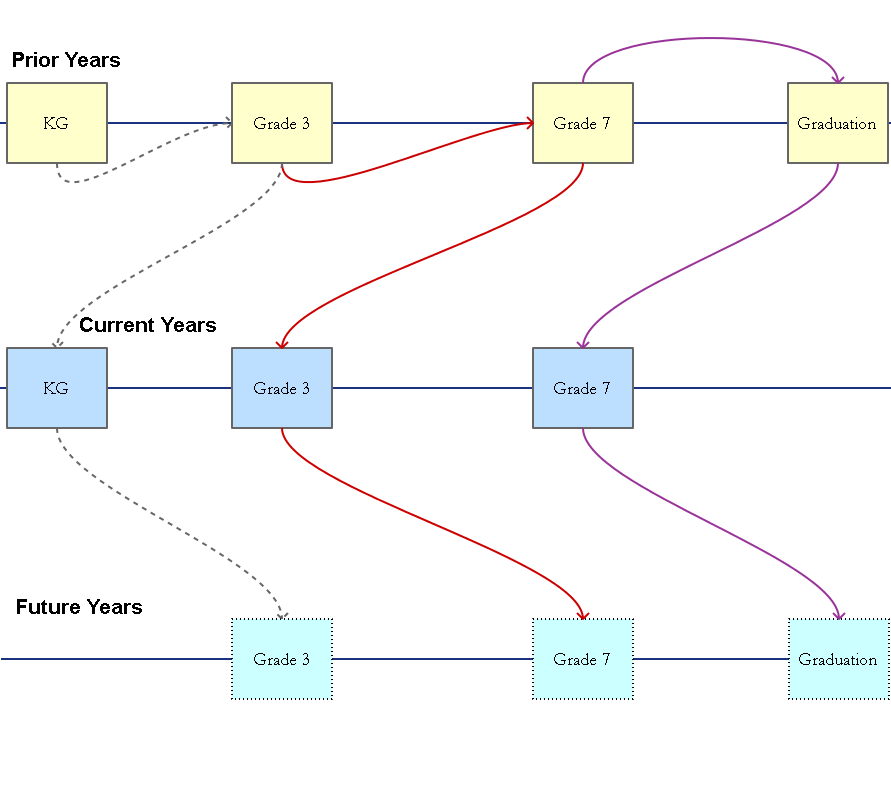 Prior Years
KG
Grade 3
Grade 7
Graduation
Current Years
KG
Grade 3
Grade 7
Future Years
Grade 3
Grade 7
Graduation